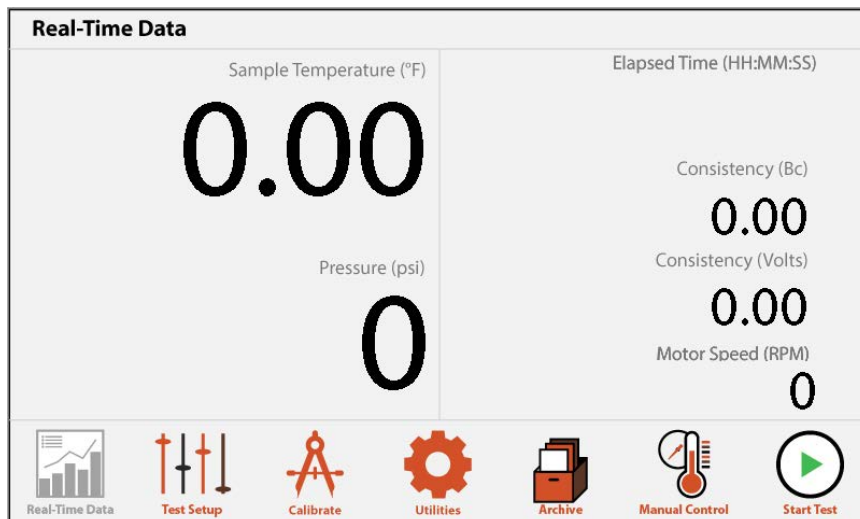 Real-Time Data
Sample Temperature (°F)
0.00
Pressure (psi)
0
Elapsed Time (HH:MM:SS)
Consistency (Bc)
0.00
Consistency (Volts)
0.00
Motor Speed (RPM)
0
Real-Time Data
Test Setup
Calibrate
Utilities
Archive
Manual Control
Start Test